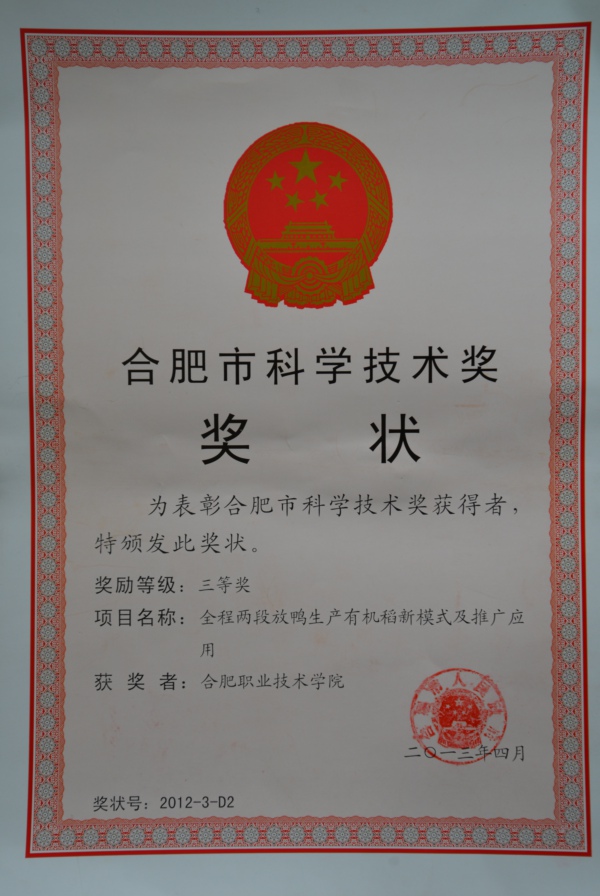 合肥市科学技术奖
奖 状
为表彰合肥市科学技术奖获得者，
特颁发此奖状。
奖励等级：三等奖
项目名称：全程两段放鸭生产有机稻新模式及推广应
用
获 奖 者：合肥职业技术学院
二〇一三年四月
奖状号：2012-3-D2